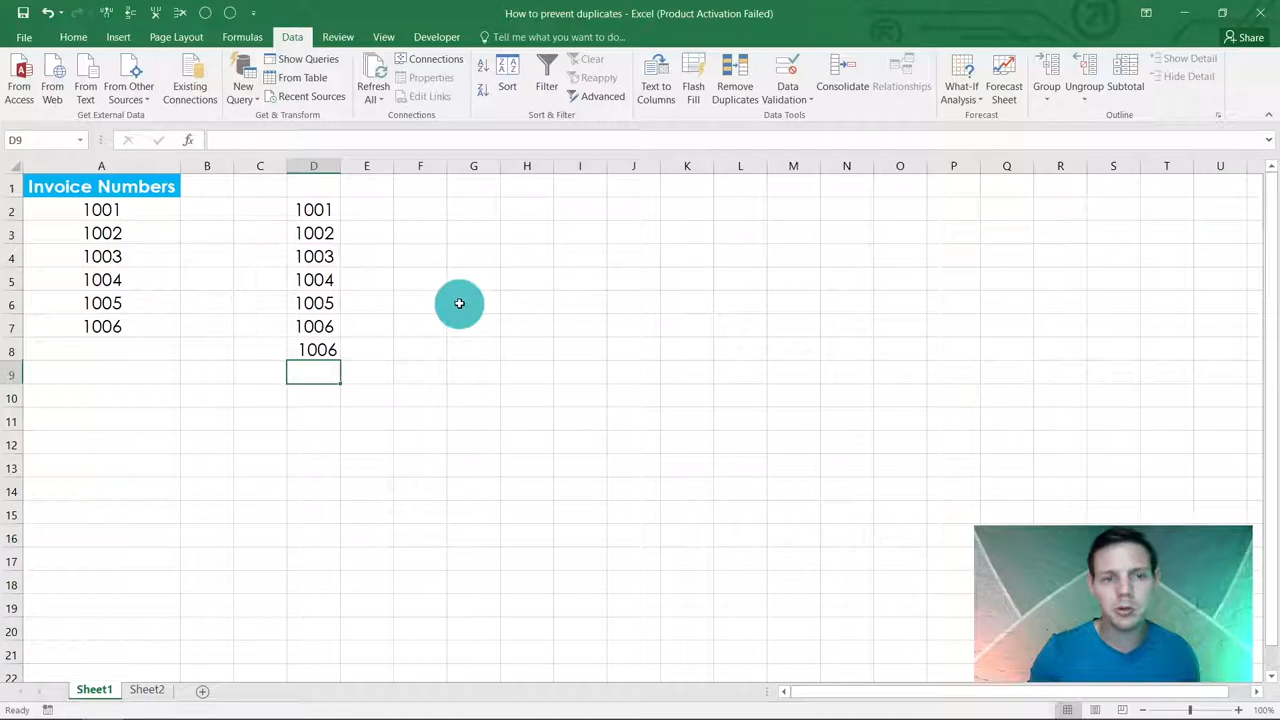 How to prevent duplicates - Excel (Product Activation Failed)
File Home Insert Page Layout Formulas Data Review View Developer Tell me what you want to do... Share
From Access From Web From Text From Other Sources Existing Connections New Query Show Queries From Table Recent Sources Refresh All Connections Properties Edit Links Sort Filter Clear Reapply Advanced Text to Columns Flash Fill Remove Duplicates Data Validation Consolidate Relationships What-If Analysis Forecast Sheet Group Ungroup Subtotal Show Detail Hide Detail
Get External Data Get & Transform Connections Sort & Filter Data Tools Forecast Outline
D9 fx
A B C D E F G H I J K L M N O P Q R S T U
1 Invoice Numbers
2 1001 1001
3 1002 1002
4 1003 1003
5 1004 1004
6 1005 1005
7 1006 1006
8 1006
9
10
11
12
13
14
15
16
17
18
19
20
21
22
Sheet1 Sheet2
Ready 100%